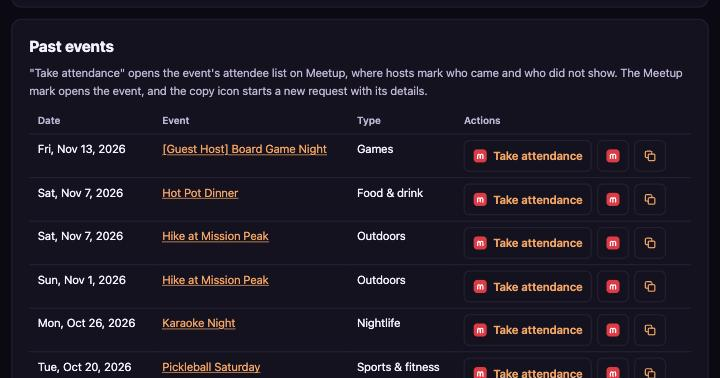 Past events
"Take attendance" opens the event's attendee list on Meetup, where hosts mark who came and who did not show. The Meetup
mark opens the event, and the copy icon starts a new request with its details.
Date Event Type Actions
Fri, Nov 13, 2026 [Guest Host] Board Game Night Games m Take attendance m
Sat, Nov 7, 2026 Hot Pot Dinner Food & drink m Take attendance m
Sat, Nov 7, 2026 Hike at Mission Peak Outdoors m Take attendance m
Sun, Nov 1, 2026 Hike at Mission Peak Outdoors m Take attendance m
Mon, Oct 26, 2026 Karaoke Night Nightlife m Take attendance m
Tue, Oct 20, 2026 Pickleball Saturday Sports & fitness m Take attendance m